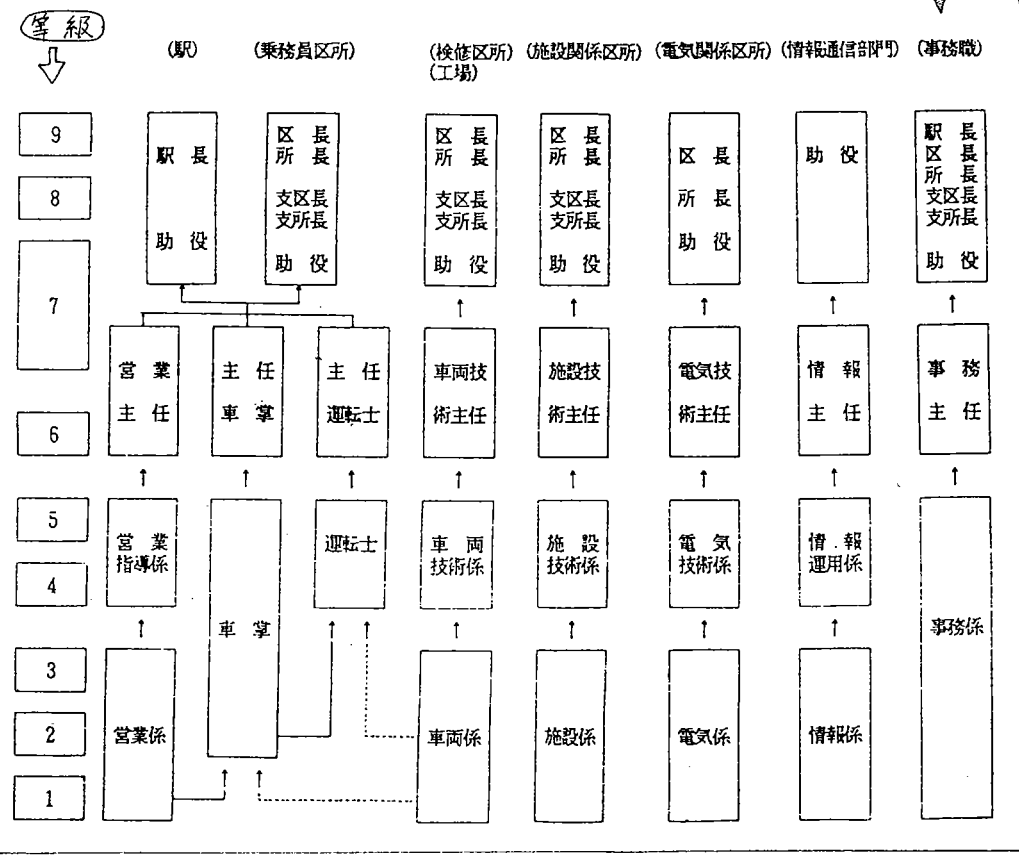 等級
(駅)
(乗務員区所)
(検修区所)
(工場)
(施設関係区所)
(電気関係区所)
(情報通信部門)
(事務職)
9
8
7
6
5
4
3
2
1
駅長
助役
区長
所長
支区長
支所長
助役
区長
所長
支区長
支所長
助役
区長
所長
支区長
支所長
助役
区長
所長
助役
助役
駅長
区長
所長
支区長
支所長
助役
営業
主任
主任
車掌
主任
運転士
車両技
術主任
施設技
術主任
電気技
術主任
情報
主任
事務
主任
営業
指導係
車掌
運転士
車両
技術係
施設
技術係
電気
技術係
情報
運用係
事務係
営業係
車両係
施設係
電気係
情報係